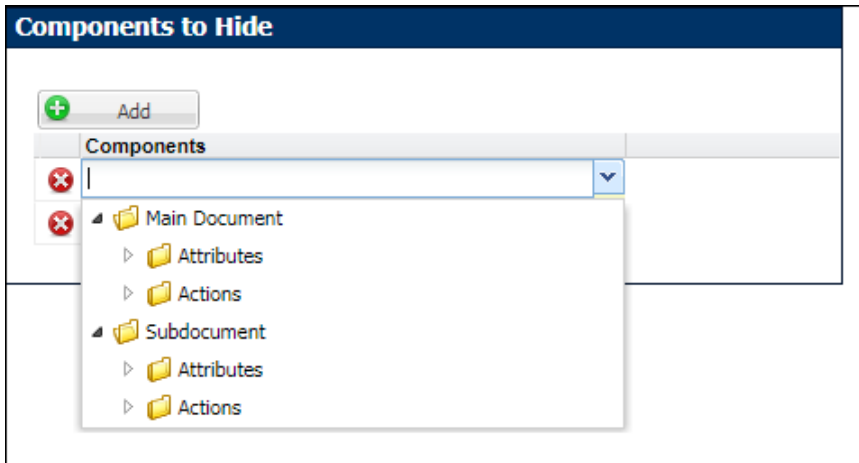 Components to Hide
Add
Components
Main Document
Attributes
Actions
Subdocument
Attributes
Actions